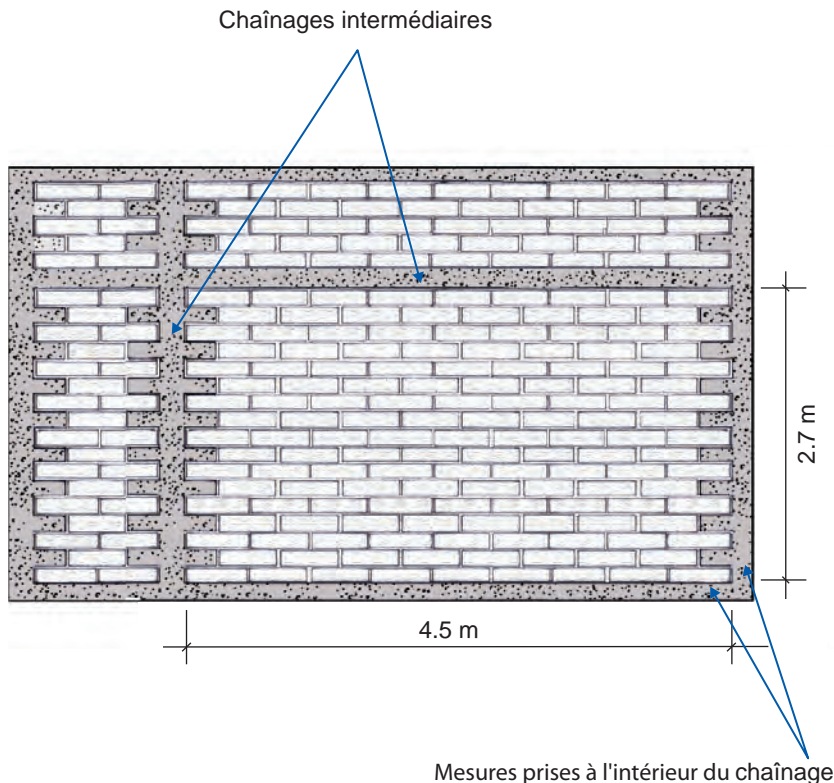 Chaînages intermédiaires
2.7 m
4.5 m
Mesures prises à l'intérieur du chaînage